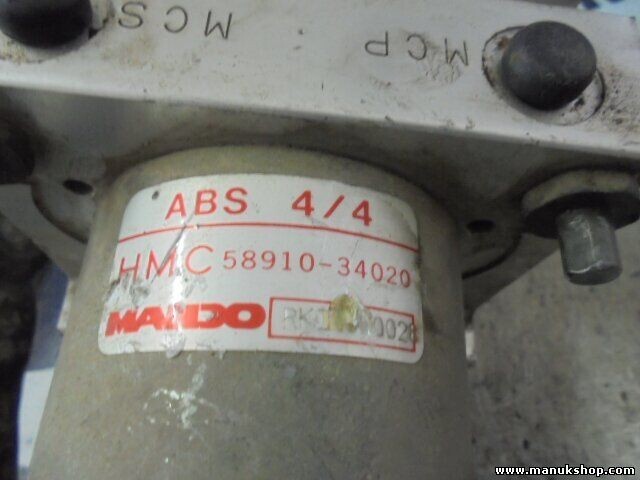 MCS
MCP
ABS 4/4
HMC 58910-34020
MANDO
www.manukshop.com